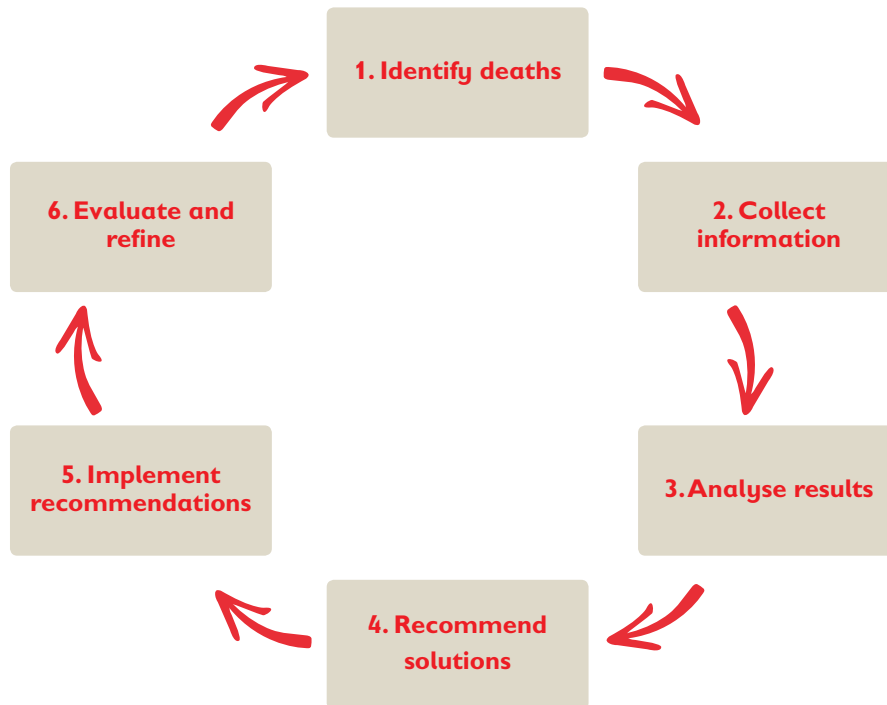 1. Identify deaths
2. Collect
information
3. Analyse results
4. Recommend
solutions
5. Implement
recommendations
6. Evaluate and
refine